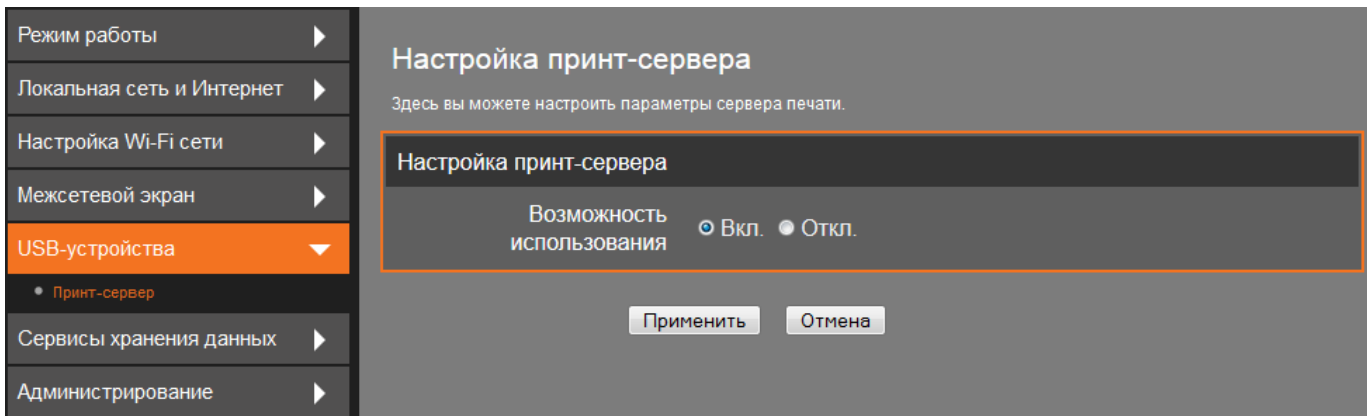 Режим работы
Локальная сеть и Интернет
Настройка Wi-Fi сети
Межсетевой экран
USB-устройства
Принт-сервер
Сервисы хранения данных
Администрирование
Настройка принт-сервера
Здесь вы можете настроить параметры сервера печати.
Настройка принт-сервера
Возможность
использования
Вкл. Откл.
Применить Отмена